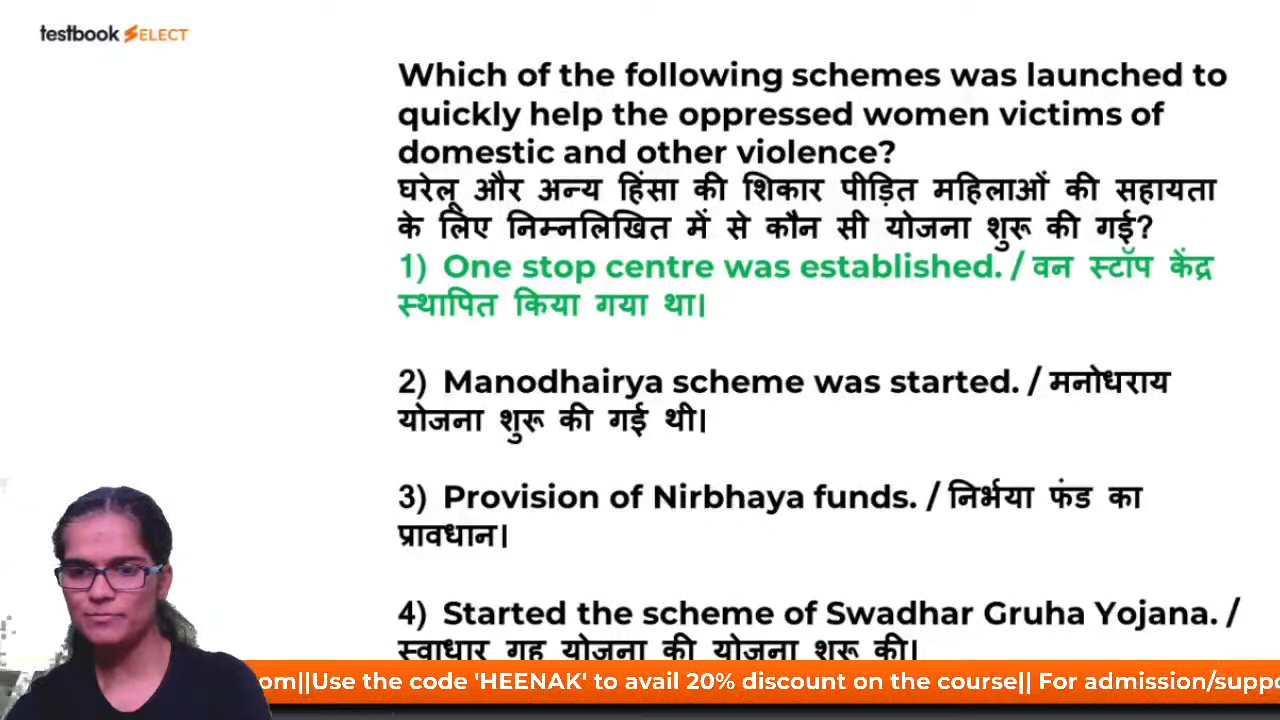 testbook SELECT
Which of the following schemes was launched to
quickly help the oppressed women victims of
domestic and other violence?
घरेलू और अन्य हिंसा की शिकार पीड़ित महिलाओं की सहायता
के लिए निम्नलिखित में से कौन सी योजना शुरू की गई?
1) One stop centre was established. / वन स्टॉप केंद्र
स्थापित किया गया था।
2) Manodhairya scheme was started. / मनोधराय
योजना शुरू की गई थी।
3) Provision of Nirbhaya funds. / निर्भया फंड का
प्रावधान।
4) Started the scheme of Swadhar Gruha Yojana. /
स्वाधार गृह योजना की योजना शुरू की।
om||Use the code 'HEENAK' to avail 20% discount on the course|| For admission/suppo